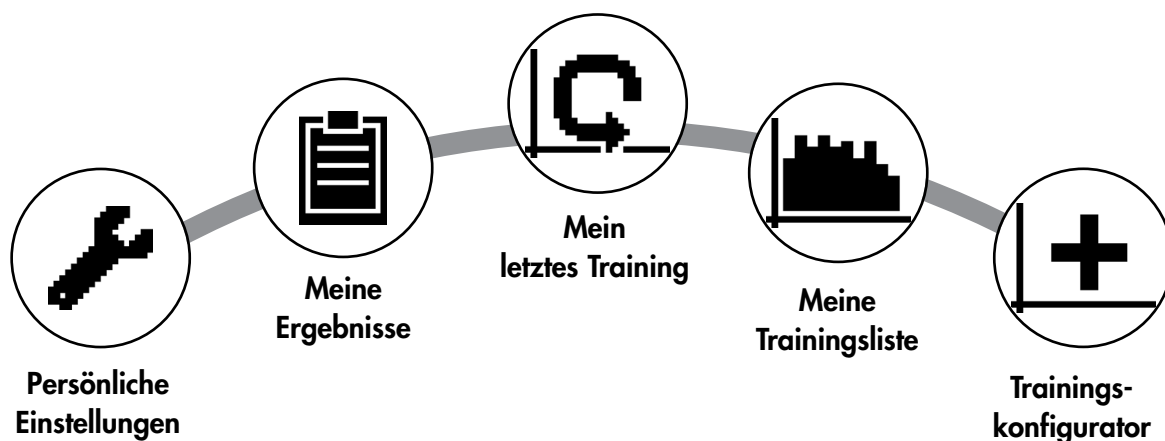 Persönliche
Einstellungen
Meine
Ergebnisse
Mein
letztes Training
Meine
Trainingsliste
Trainings-
konfigurator